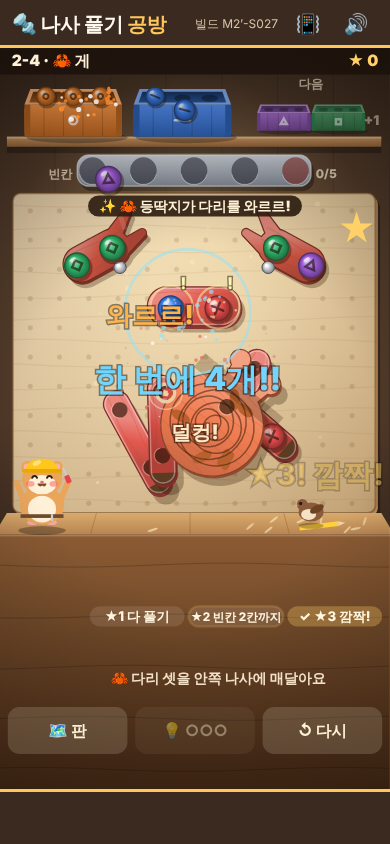 나사 풀기 공방
빌드 M2′-S027
2-4 · 🦀 게
★ 0
다음
+1
빈칸
0/5
✨ 🦀 등딱지가 다리를 와르르!
! !
와르르!
한 번에 4개!!
덜컹!
★3! 깜짝!
★1 다 풀기
★2 빈칸 2칸까지
✓ ★3 깜짝!
🦀 다리 셋을 안쪽 나사에 매달아요
🗺️ 판
💡 ○○○
↺ 다시